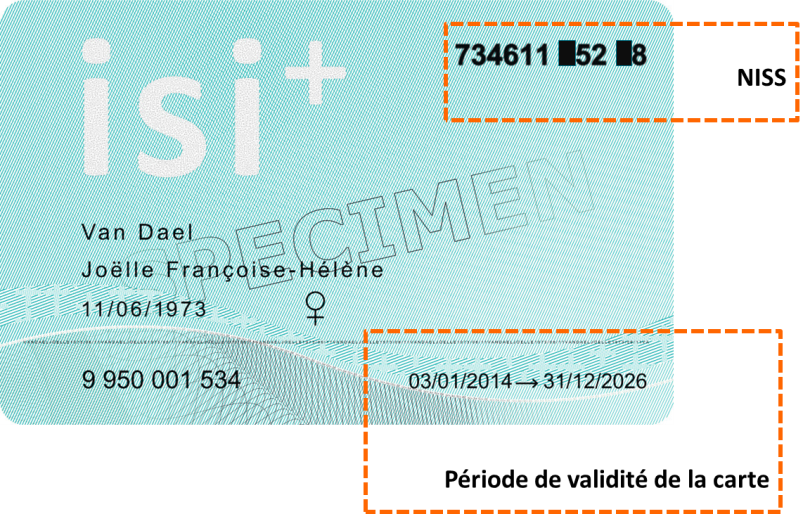 isi+
734611 █52 █8
NISS
SPECIMEN
Van Dael
Joëlle Françoise-Hélène
11/06/1973 ♀
9 950 001 534
03/01/2014→31/12/2026
Période de validité de la carte